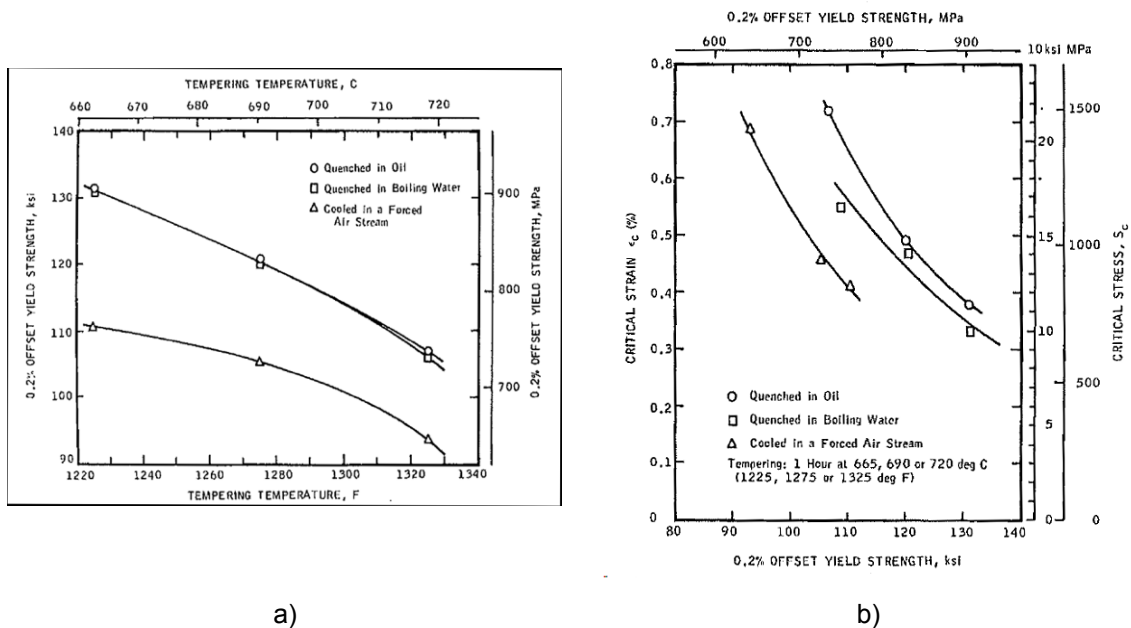 TEMPERING TEMPERATURE, C
660 670 680 690 700 710 720
140
130
120
110
100
90
0.2% OFFSET YIELD STRENGTH, ksi
Quenched in Oil
Quenched in Boiling Water
Cooled in a Forced
Air Stream
900
800
700
0.2% OFFSET YIELD STRENGTH, MPa
1220 1240 1260 1280 1300 1320 1340
TEMPERING TEMPERATURE, F
a)
0.2% OFFSET YIELD STRENGTH, MPa
600 700 800 900
10ksi MPa
0,8
0,7
0,6
0,5
0,4
0,3
0,2
0,1
0
CRITICAL STRAIN ϵc (%)
Quenched in Oil
Quenched in Boiling Water
Cooled in a Forced Air Stream
Tempering: 1 Hour at 665, 690 or 720 deg C
(1225, 1275 or 1325 deg F)
20
15
10
5
0
1500
1000
500
0
CRITICAL STRESS, Sc
80 100 110 120 130 140
0.2% OFFSET YIELD STRENGTH, ksi
b)